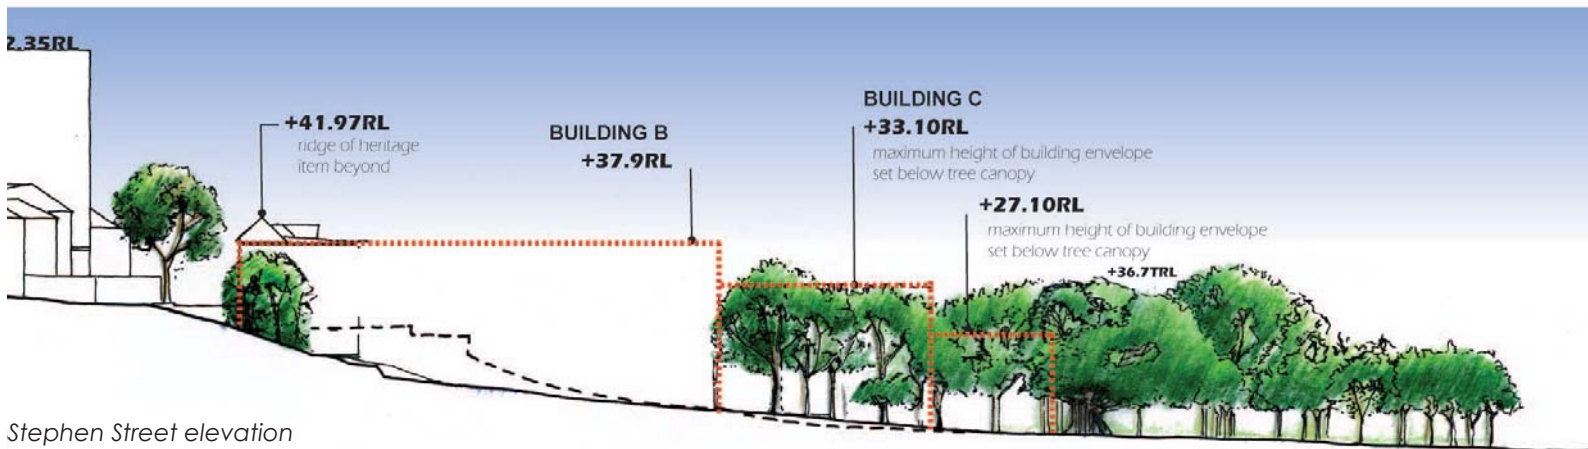 2.35RL
+41.97RL
ridge of heritage
item beyond
BUILDING B
+37.9RL
BUILDING C
+33.10RL
maximum height of building envelope
set below tree canopy
+27.10RL
maximum height of building envelope
set below tree canopy
+36.7TRL
Stephen Street elevation